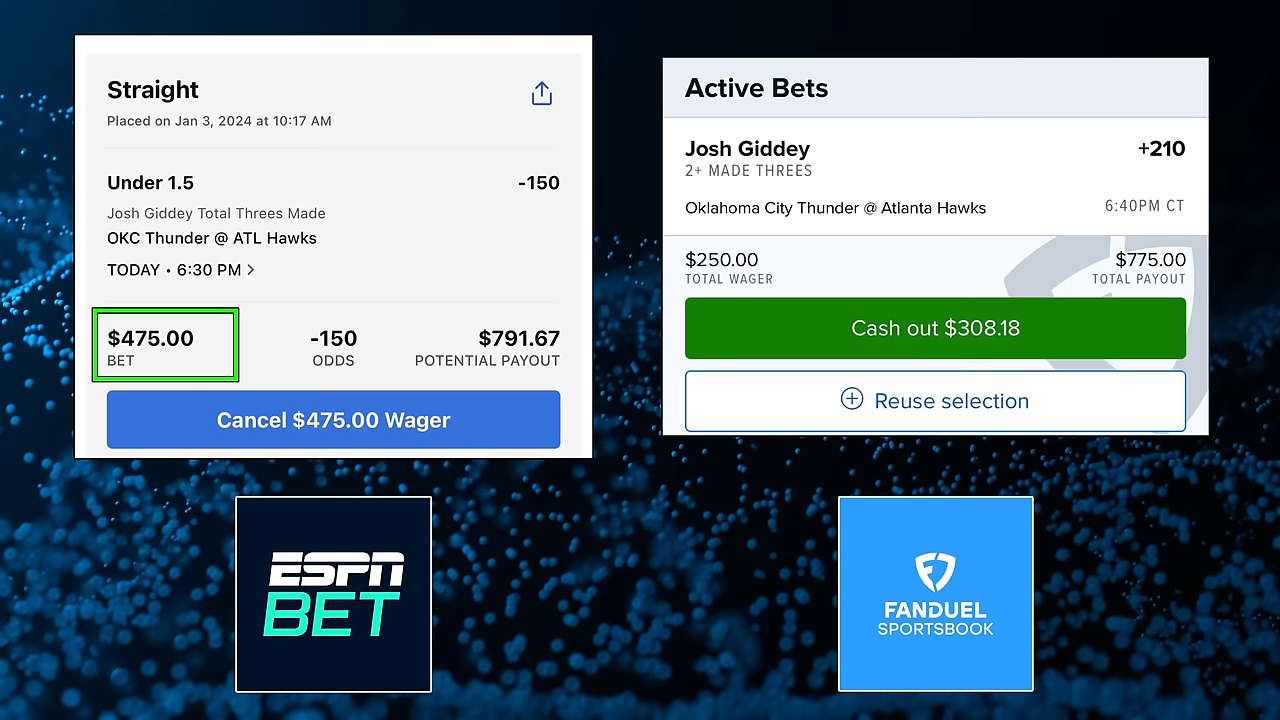 Straight
Placed on Jan 3, 2024 at 10:17 AM
Under 1.5 -150
Josh Giddey Total Threes Made
OKC Thunder @ ATL Hawks
TODAY • 6:30 PM >
$475.00 -150 $791.67
BET ODDS POTENTIAL PAYOUT
Cancel $475.00 Wager
ESPN
BET
Active Bets
Josh Giddey +210
2+ MADE THREES
Oklahoma City Thunder @ Atlanta Hawks 6:40PM CT
$250.00 $775.00
TOTAL WAGER TOTAL PAYOUT
Cash out $308.18
Reuse selection
FANDUEL
SPORTSBOOK